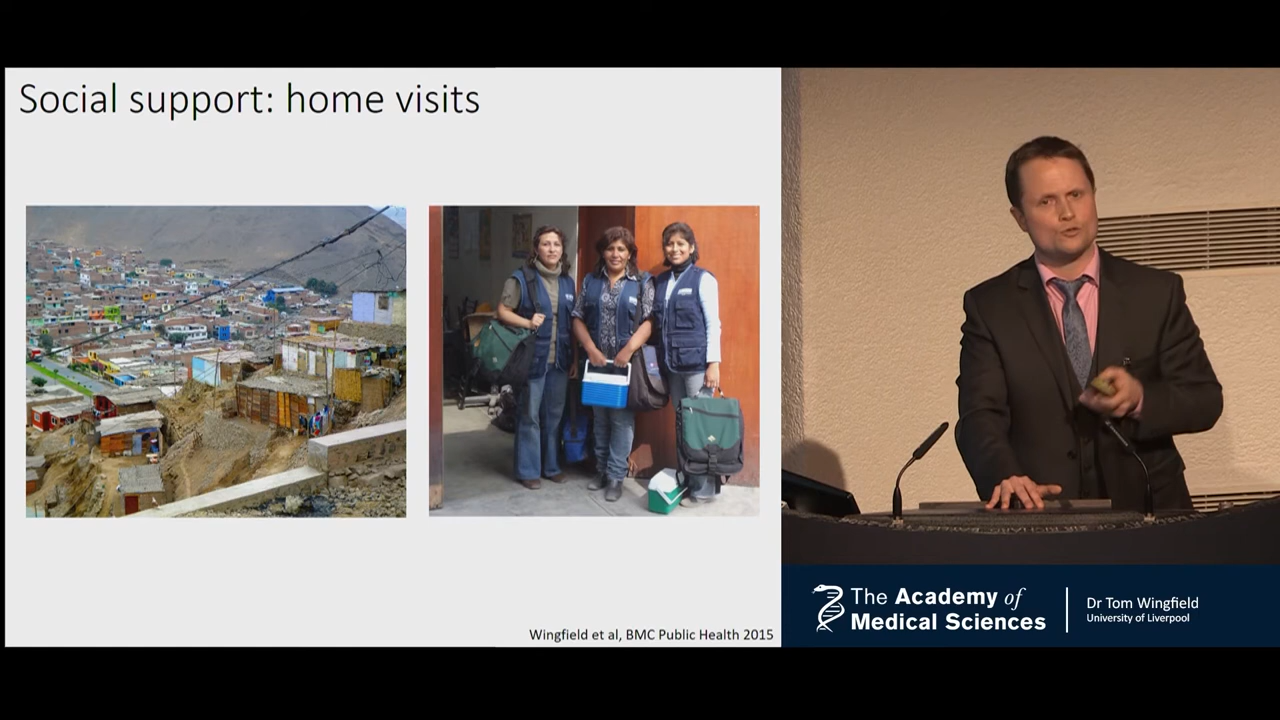 Social support: home visits
Wingfield et al, BMC Public Health 2015
The Academy of
Medical Sciences
Dr Tom Wingfield
University of Liverpool